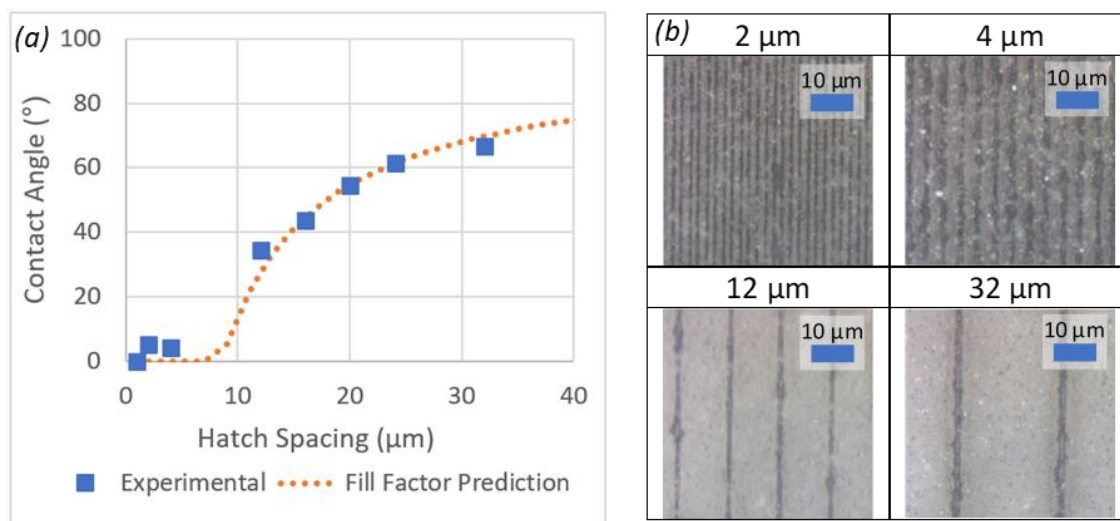 (a)
100
80
60
40
20
0
0 10 20 30 40
Contact Angle (°)
Hatch Spacing (µm)
Experimental Fill Factor Prediction
(b)
2 µm 4 µm
10 µm 10 µm
12 µm 32 µm
10 µm 10 µm